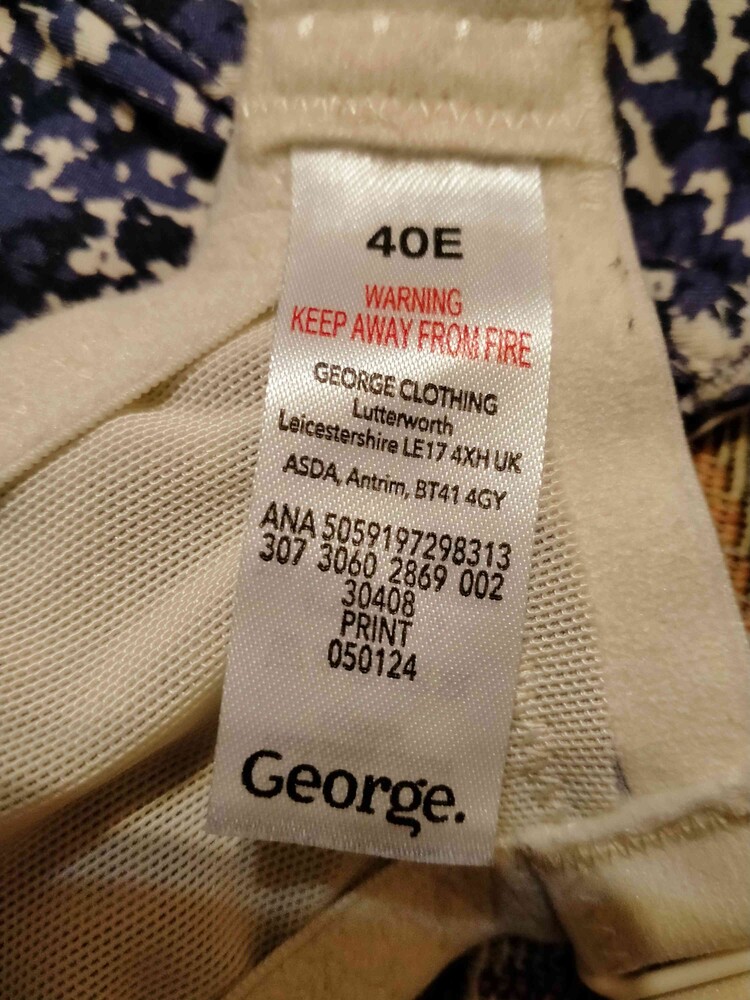 40E
WARNING
KEEP AWAY FROM FIRE
GEORGE CLOTHING
Lutterworth
Leicestershire LE17 4XH UK
ASDA, Antrim, BT41 4GY
ANA 5059197298313
307 3060 2869 002
30408
PRINT
050124
George.